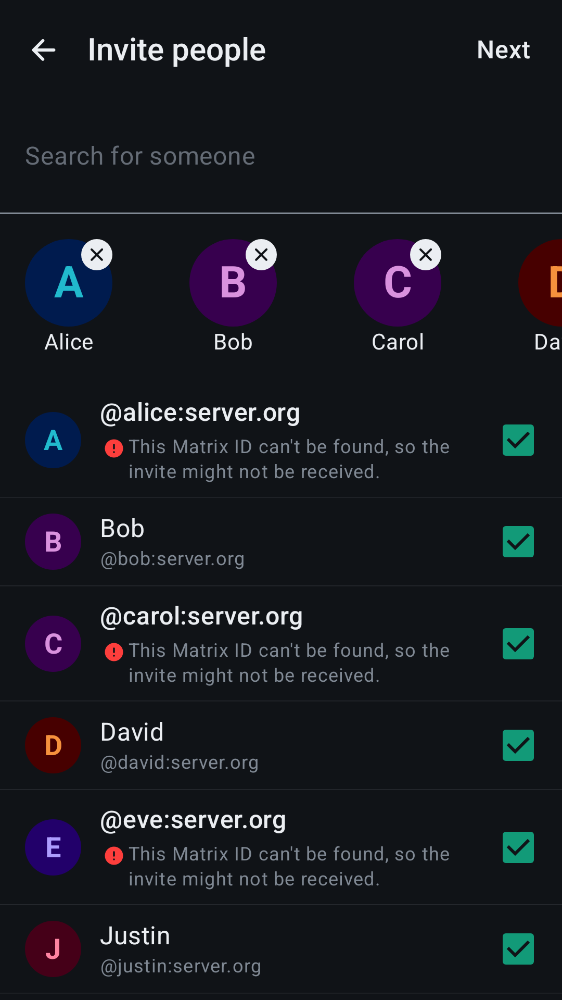 Invite people
Next
Search for someone
A
B
C
D
Alice
Bob
Carol
Da
A
@alice:server.org
This Matrix ID can't be found, so the
invite might not be received.
B
Bob
@bob:server.org
C
@carol:server.org
This Matrix ID can't be found, so the
invite might not be received.
D
David
@david:server.org
E
@eve:server.org
This Matrix ID can't be found, so the
invite might not be received.
J
Justin
@justin:server.org